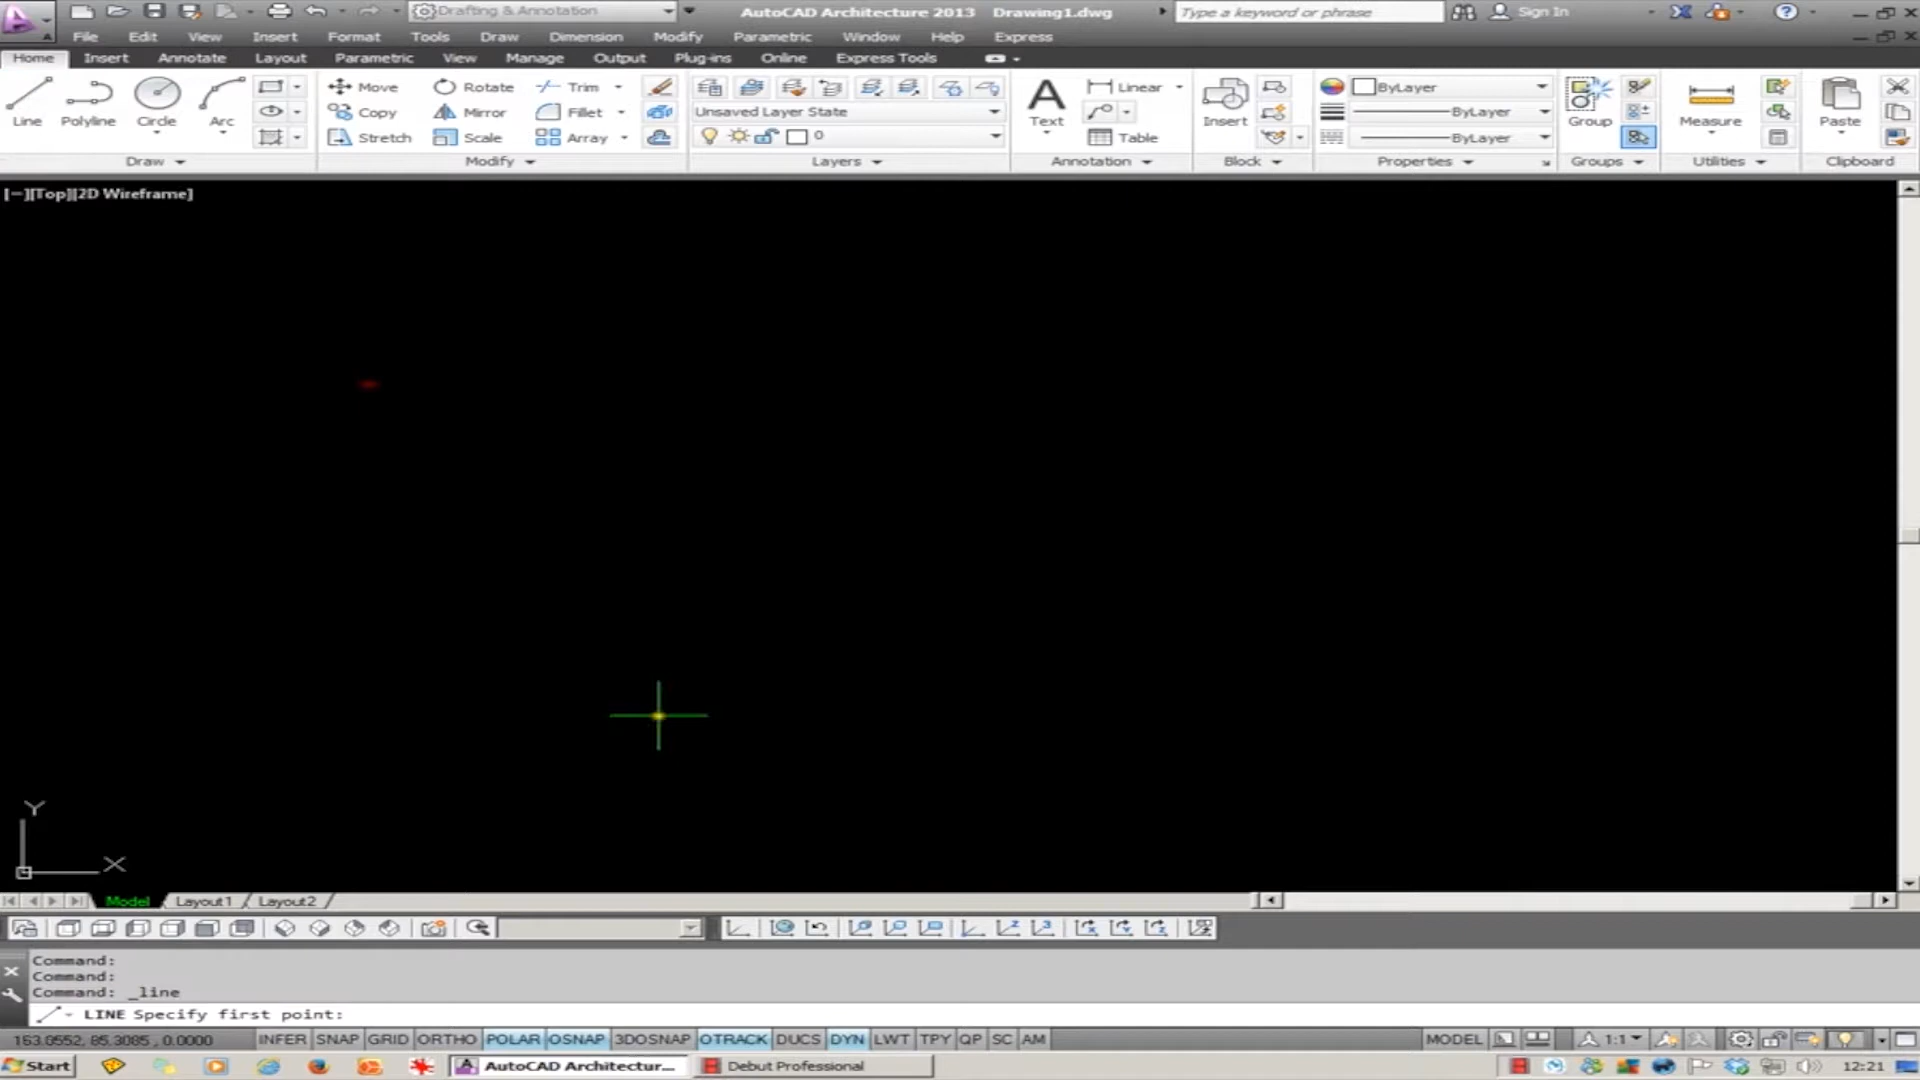 Drafting & Annotation
AutoCAD Architecture 2013 Drawing1.dwg
Type a keyword or phrase
Sign In
File Edit View Insert Format Tools Draw Dimension Modify Parametric Window Help Express
Home Insert Annotate Layout Parametric View Manage Output Plug-ins Online Express Tools
Line Polyline Circle Arc
Move Rotate Trim
Copy Mirror Fillet
Stretch Scale Array
Unsaved Layer State
0
Text
Linear
Table
Insert
ByLayer
ByLayer
ByLayer
Group
Measure
Paste
Draw Modify Layers Annotation Block Properties Groups Utilities Clipboard
[−][Top][2D Wireframe]
Y
X
Model Layout1 Layout2
Command:
Command:
Command: _line
LINE Specify first point:
163.6552, 85.3085, 0.0000 INFER SNAP GRID ORTHO POLAR OSNAP 3DOSNAP OTRACK DUCS DYN LWT TPY QP SC AM MODEL 1:1
Start AutoCAD Architectur... Debut Professional 12:21